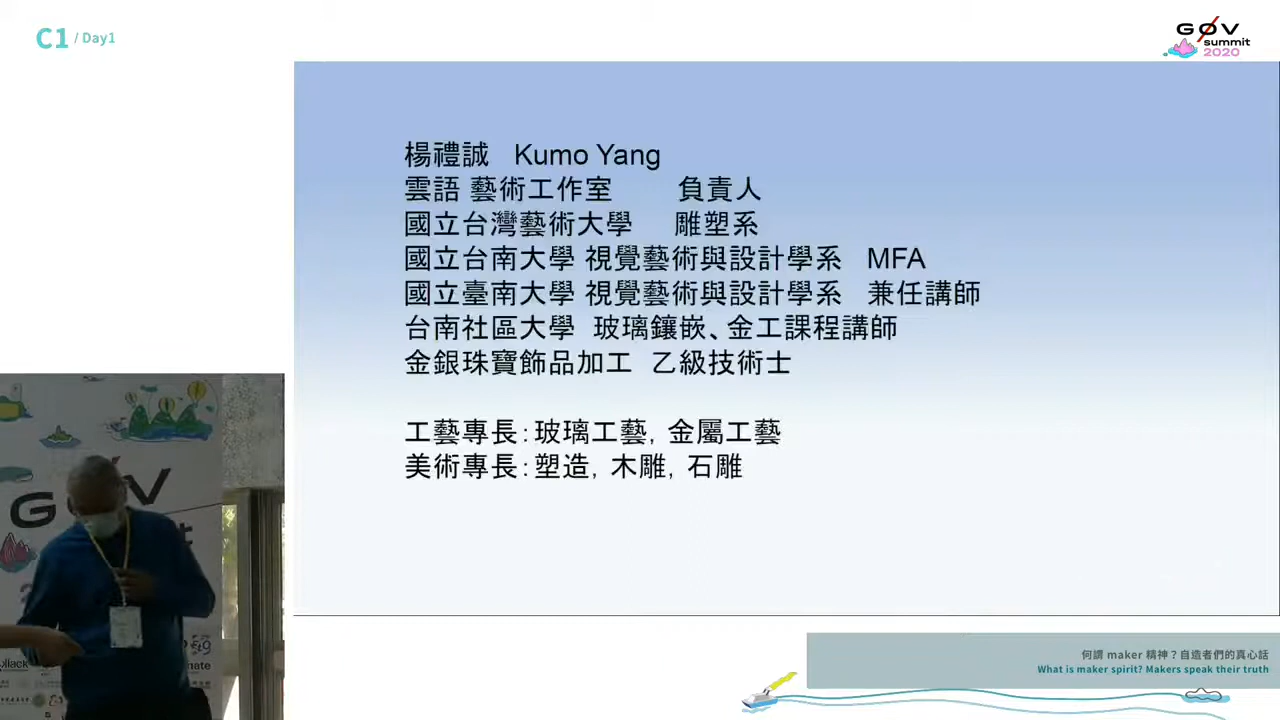 C1 / Day1
G0V
summit
2020
楊禮誠 Kumo Yang
雲語 藝術工作室 負責人
國立台灣藝術大學 雕塑系
國立台南大學 視覺藝術與設計學系 MFA
國立臺南大學 視覺藝術與設計學系 兼任講師
台南社區大學 玻璃鑲嵌、金工課程講師
金銀珠寶飾品加工 乙級技術士
工藝專長:玻璃工藝, 金屬工藝
美術專長:塑造, 木雕, 石雕
G0V
何謂 maker 精神？自造者們的真心話
What is maker spirit? Makers speak their truth